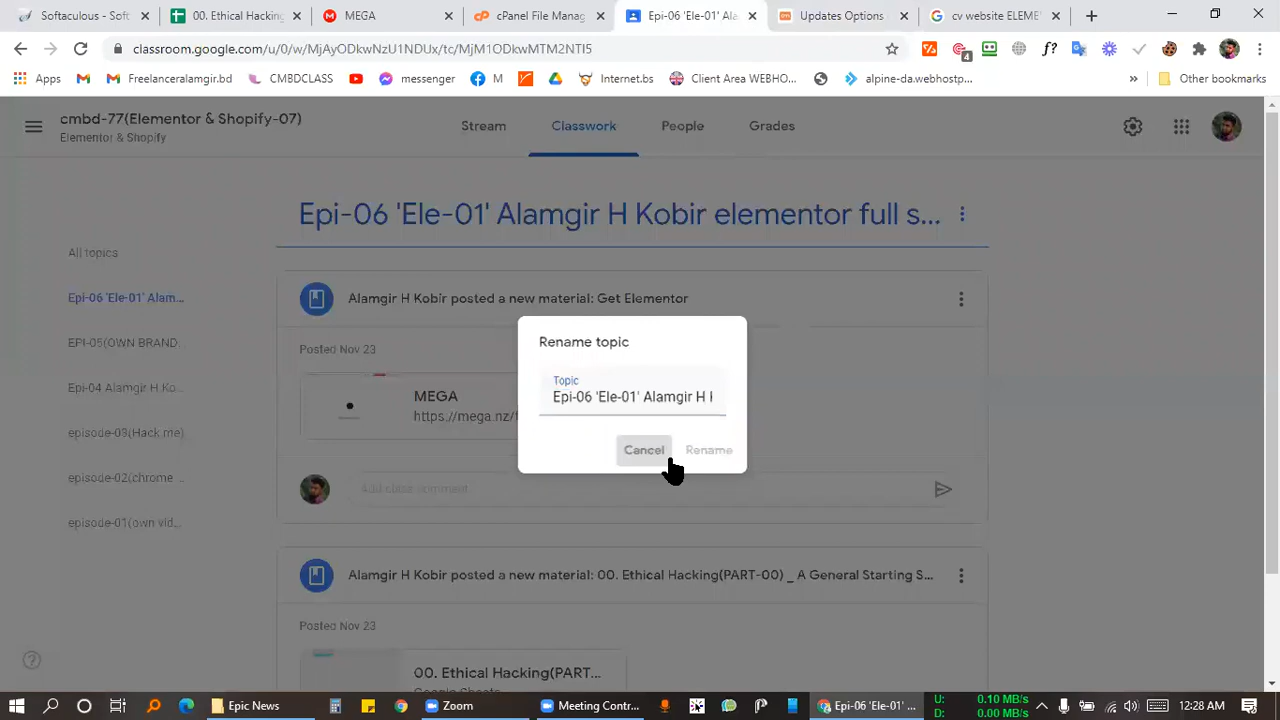 Softaculous - Soft
00. Ethical Hacking
MEGA
cPanel File Manag
Epi-06 'Ele-01' Alam
Updates Options
cv website ELEME
classroom.google.com/u/0/w/MjAyODkwNzU1NDUx/tc/MjM1ODkwMTM2NTI5
4
Apps
Freelanceralamgir.bd
CMBDCLASS
messenger
M
Internet.bs
Client Area WEBHO...
alpine-da.webhostp...
»
Other bookmarks
cmbd-77(Elementor & Shopify-07)
Elementor & Shopify
Stream
Classwork
People
Grades
Epi-06 'Ele-01' Alamgir H Kobir elementor full s...
All topics
Epi-06 'Ele-01' Alam...
EPI-05(OWN BRAND...
Epi-04 Alamgir H.Ko...
episode-03(Hack me)
episode-02(chrome ...
episode-01(own vid...
Alamgir H Kobir posted a new material: Get Elementor
Posted Nov 23
MEGA
https://mega.nz/f
Add class comment...
Rename topic
Topic
Epi-06 'Ele-01' Alamgir H K
Cancel
Rename
Alamgir H Kobir posted a new material: 00. Ethical Hacking(PART-00) _ A General Starting S...
Posted Nov 23
00. Ethical Hacking(PART...
Google Sheets
Epic News
Zoom
Meeting Contr...
Epi-06 'Ele-01' ...
U: 0.10 MB/s
D: 0.00 MB/s
12:28 AM